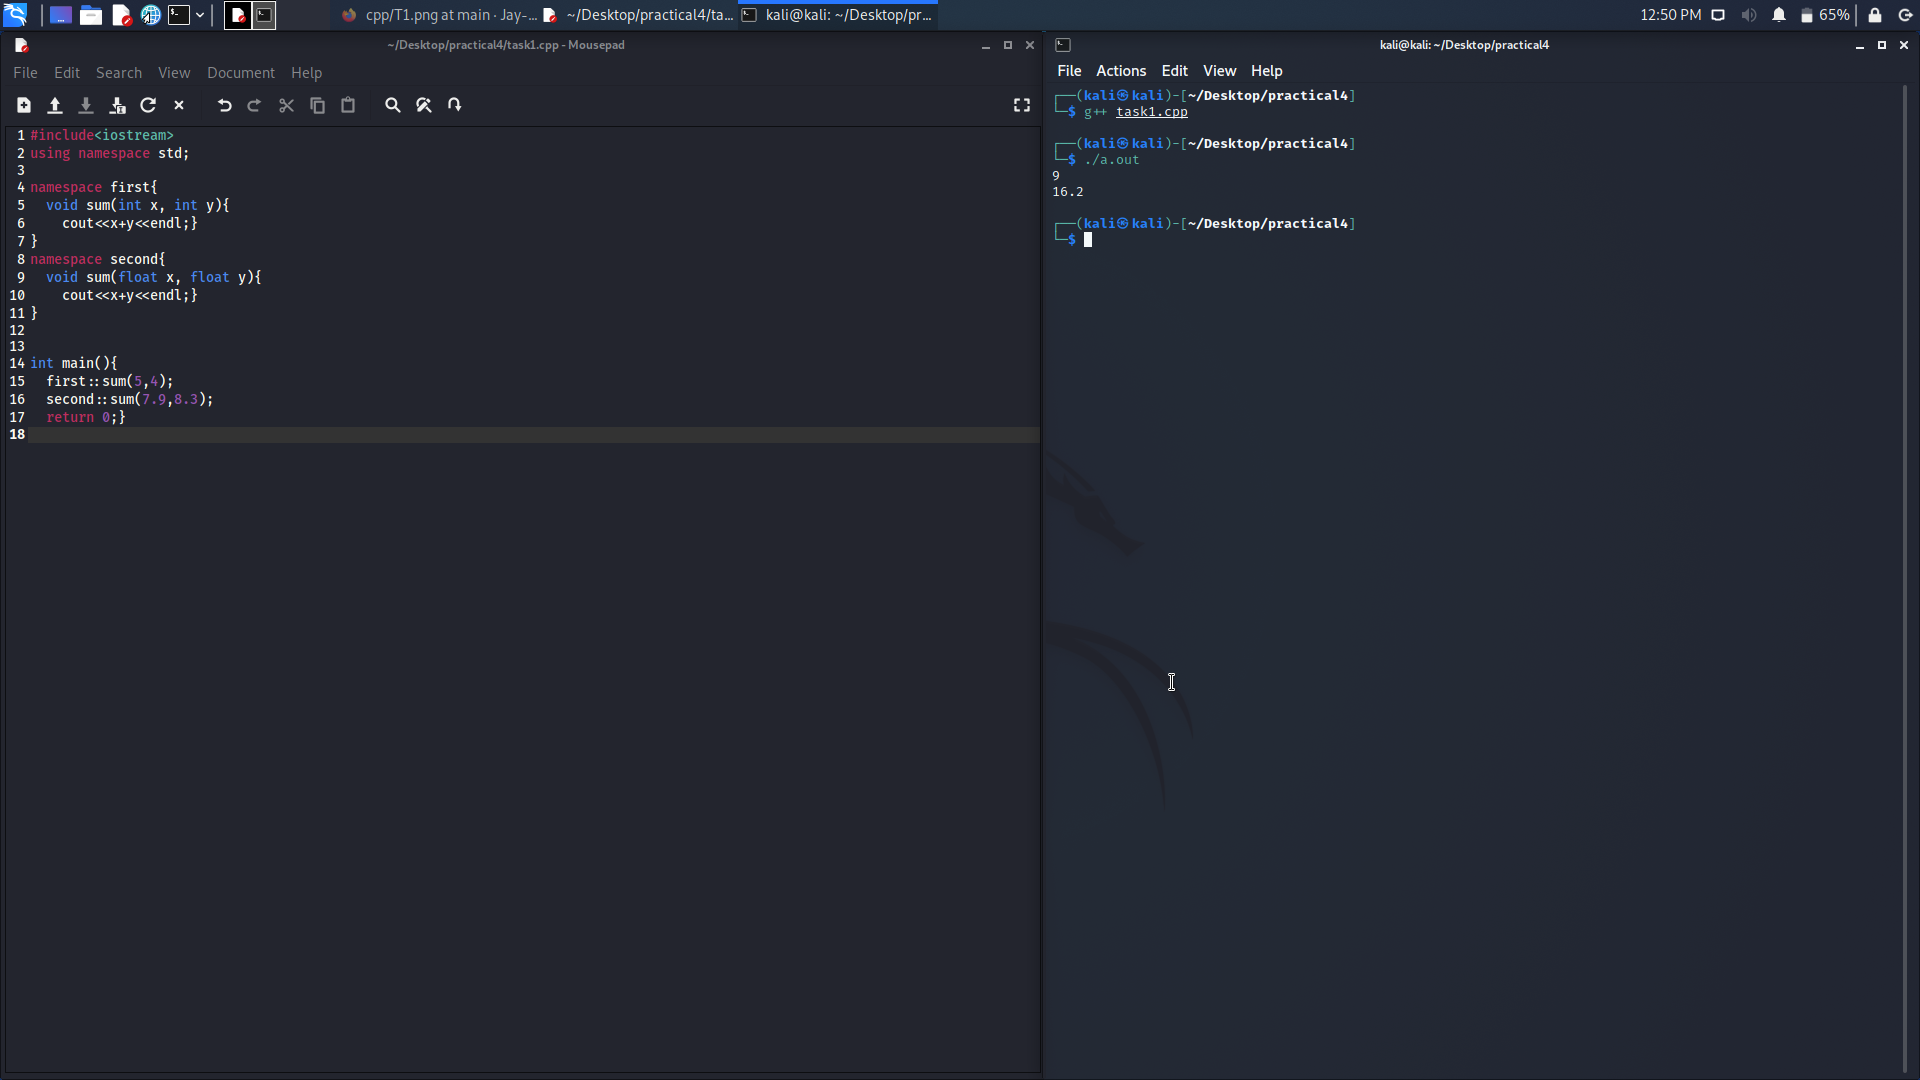 cpp/T1.png at main · Jay-...
~/Desktop/practical4/ta...
kali@kali: ~/Desktop/pr...
12:50 PM
65%
~/Desktop/practical4/task1.cpp - Mousepad
File Edit Search View Document Help
1 #include<iostream>
2 using namespace std;
3
4 namespace first{
5   void sum(int x, int y){
6     cout<<x+y<<endl;}
7 }
8 namespace second{
9   void sum(float x, float y){
10     cout<<x+y<<endl;}
11 }
12
13
14 int main(){
15   first::sum(5,4);
16   second::sum(7.9,8.3);
17   return 0;}
18
kali@kali: ~/Desktop/practical4
File Actions Edit View Help
┌──(kali㉿kali)-[~/Desktop/practical4]
└─$ g++ task1.cpp
┌──(kali㉿kali)-[~/Desktop/practical4]
└─$ ./a.out
9
16.2
┌──(kali㉿kali)-[~/Desktop/practical4]
└─$